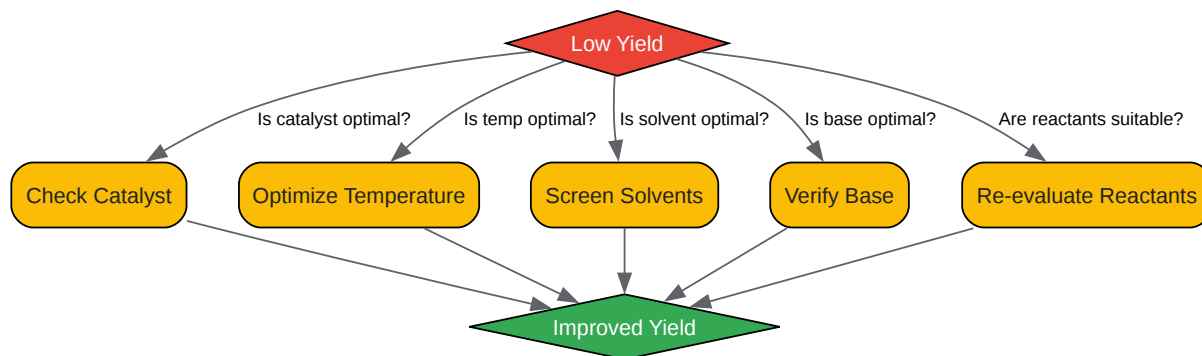 Low Yield
Is catalyst optimal?
Is temp optimal?
Is solvent optimal?
Is base optimal?
Are reactants suitable?
Check Catalyst
Optimize Temperature
Screen Solvents
Verify Base
Re-evaluate Reactants
Improved Yield